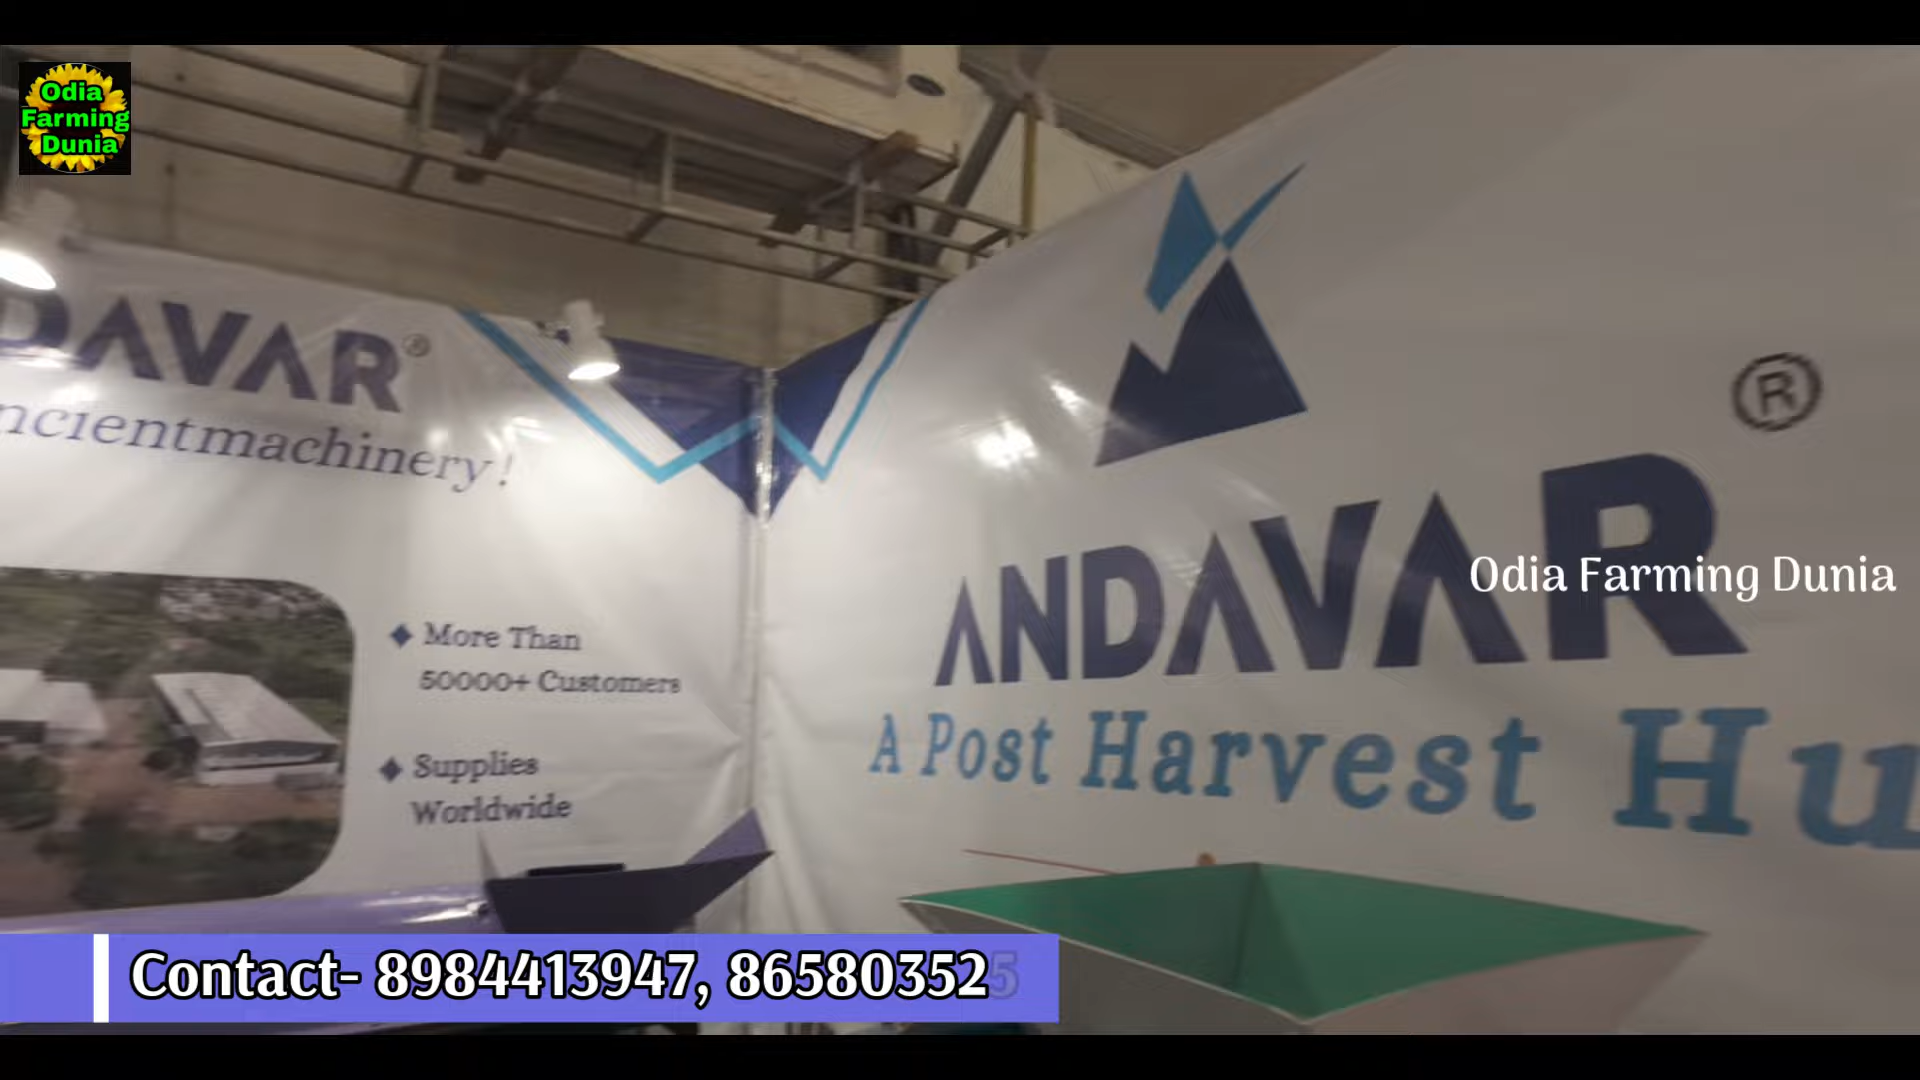 Odia
Farming
Dunia
DAVAR®
ncientmachinery!
More Than
50000+ Customers
Supplies
Worldwide
®
ANDAVAR
A Post Harvest Hu
Odia Farming Dunia
Contact- 8984413947, 865803525